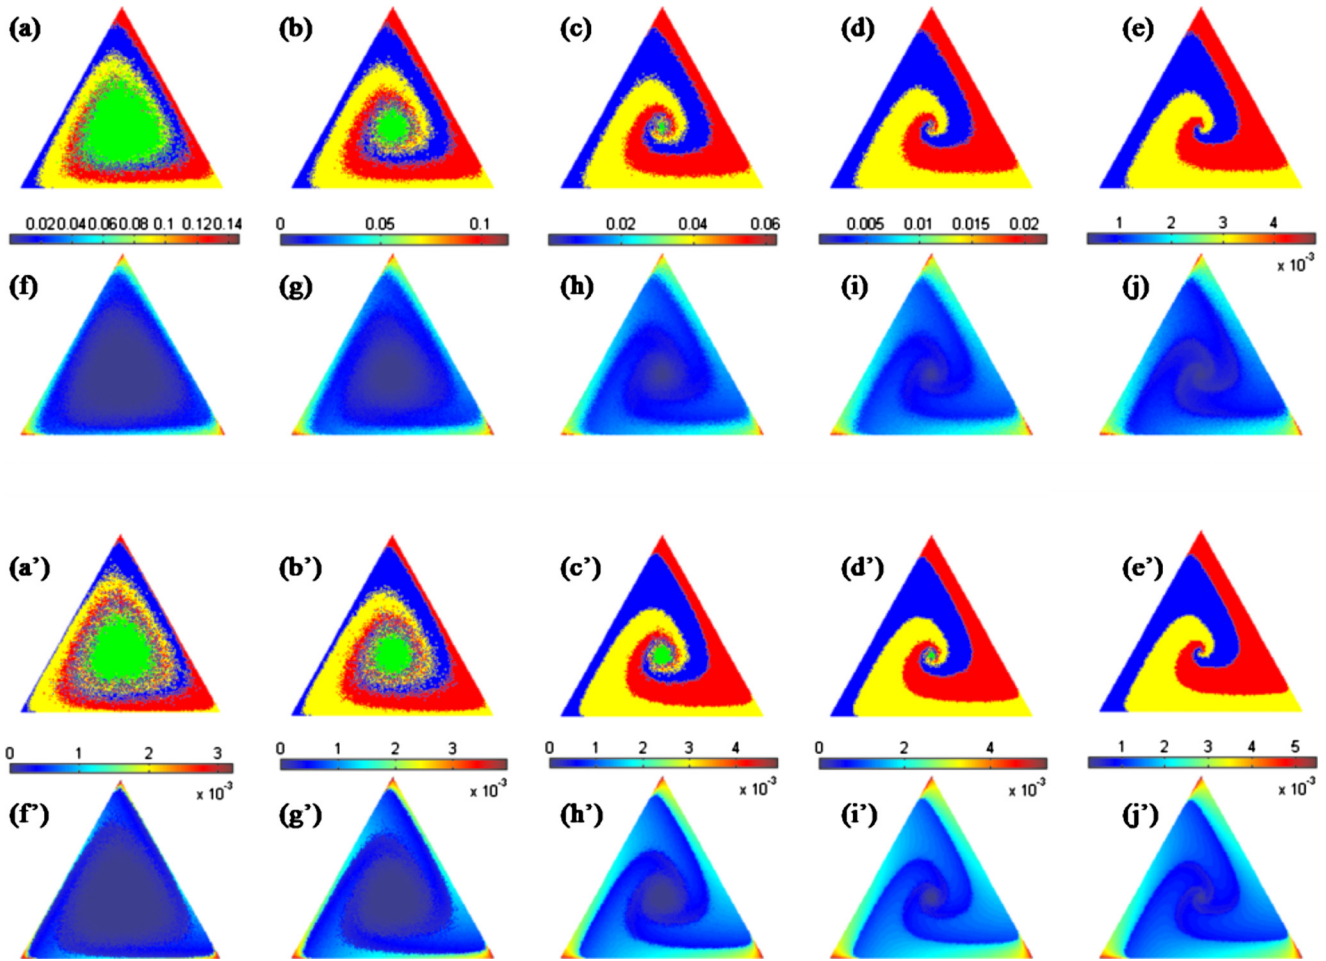 (a) (b) (c) (d) (e)
0.02 0.04 0.06 0.08 0.1 0.12 0.14 0 0.05 0.1 0.02 0.04 0.06 0.005 0.01 0.015 0.02 1 2 3 4
x 10-3
(f) (g) (h) (i) (j)
(a’) (b’) (c’) (d’) (e’)
0 1 2 3 0 1 2 3 0 1 2 3 4 0 2 4 1 2 3 4 5
x 10-3 x 10-3 x 10-3 x 10-3 x 10-3
(f’) (g’) (h’) (i’) (j’)